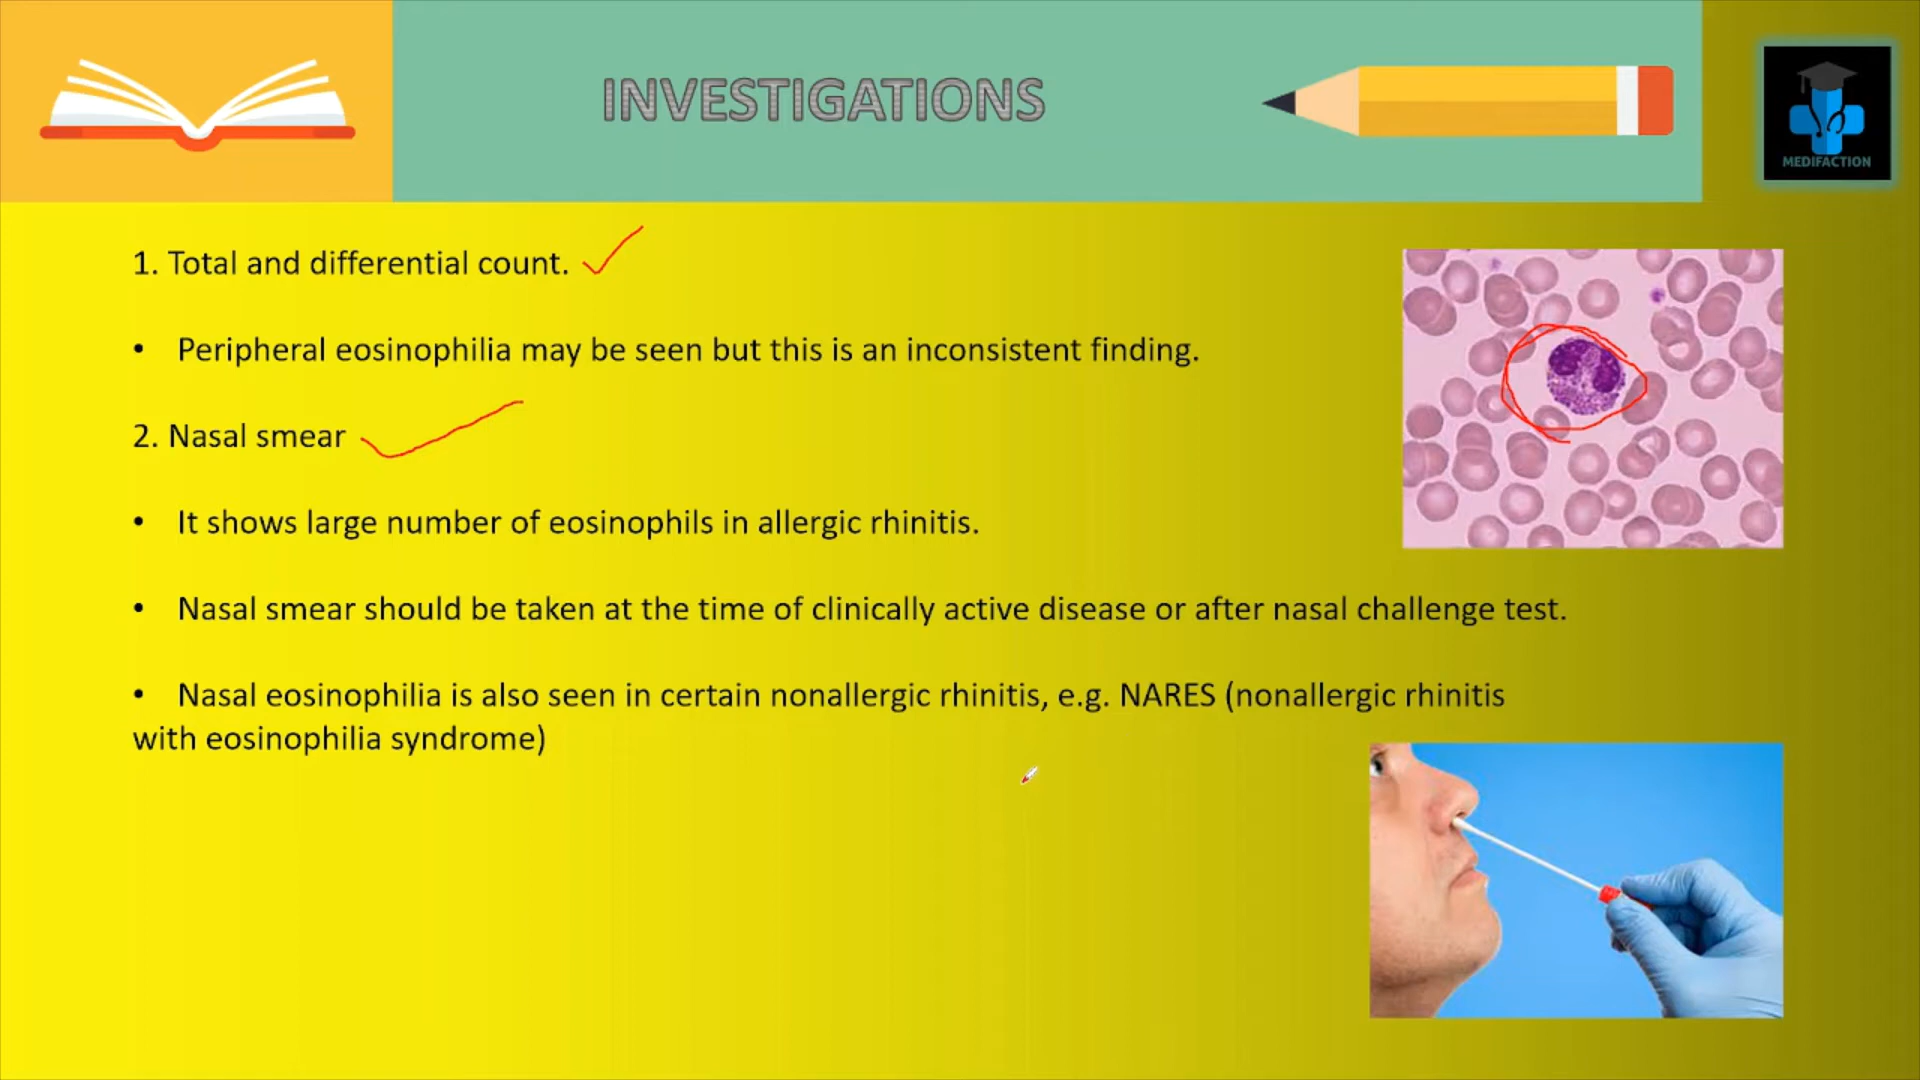 INVESTIGATIONS
MEDIFACTION
1. Total and differential count.
• Peripheral eosinophilia may be seen but this is an inconsistent finding.
2. Nasal smear
• It shows large number of eosinophils in allergic rhinitis.
• Nasal smear should be taken at the time of clinically active disease or after nasal challenge test.
• Nasal eosinophilia is also seen in certain nonallergic rhinitis, e.g. NARES (nonallergic rhinitis
with eosinophilia syndrome)